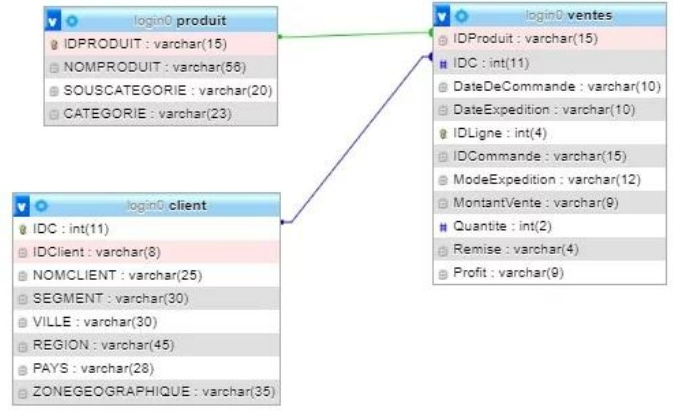 login0 produit
IDPRODUIT : varchar(15)
NOMPRODUIT : varchar(56)
SOUSCATEGORIE : varchar(20)
CATEGORIE : varchar(23)
login0 ventes
IDProduit : varchar(15)
IDC : int(11)
DateDeCommande : varchar(10)
DateExpedition : varchar(10)
IDLigne : int(4)
IDCommande : varchar(15)
ModeExpedition : varchar(12)
MontantVente : varchar(9)
Quantite : int(2)
Remise : varchar(4)
Profit : varchar(9)
login0 client
IDC : int(11)
IDClient : varchar(8)
NOMCLIENT : varchar(25)
SEGMENT : varchar(30)
VILLE : varchar(30)
REGION : varchar(45)
PAYS : varchar(28)
ZONEGEOGRAPHIQUE : varchar(35)